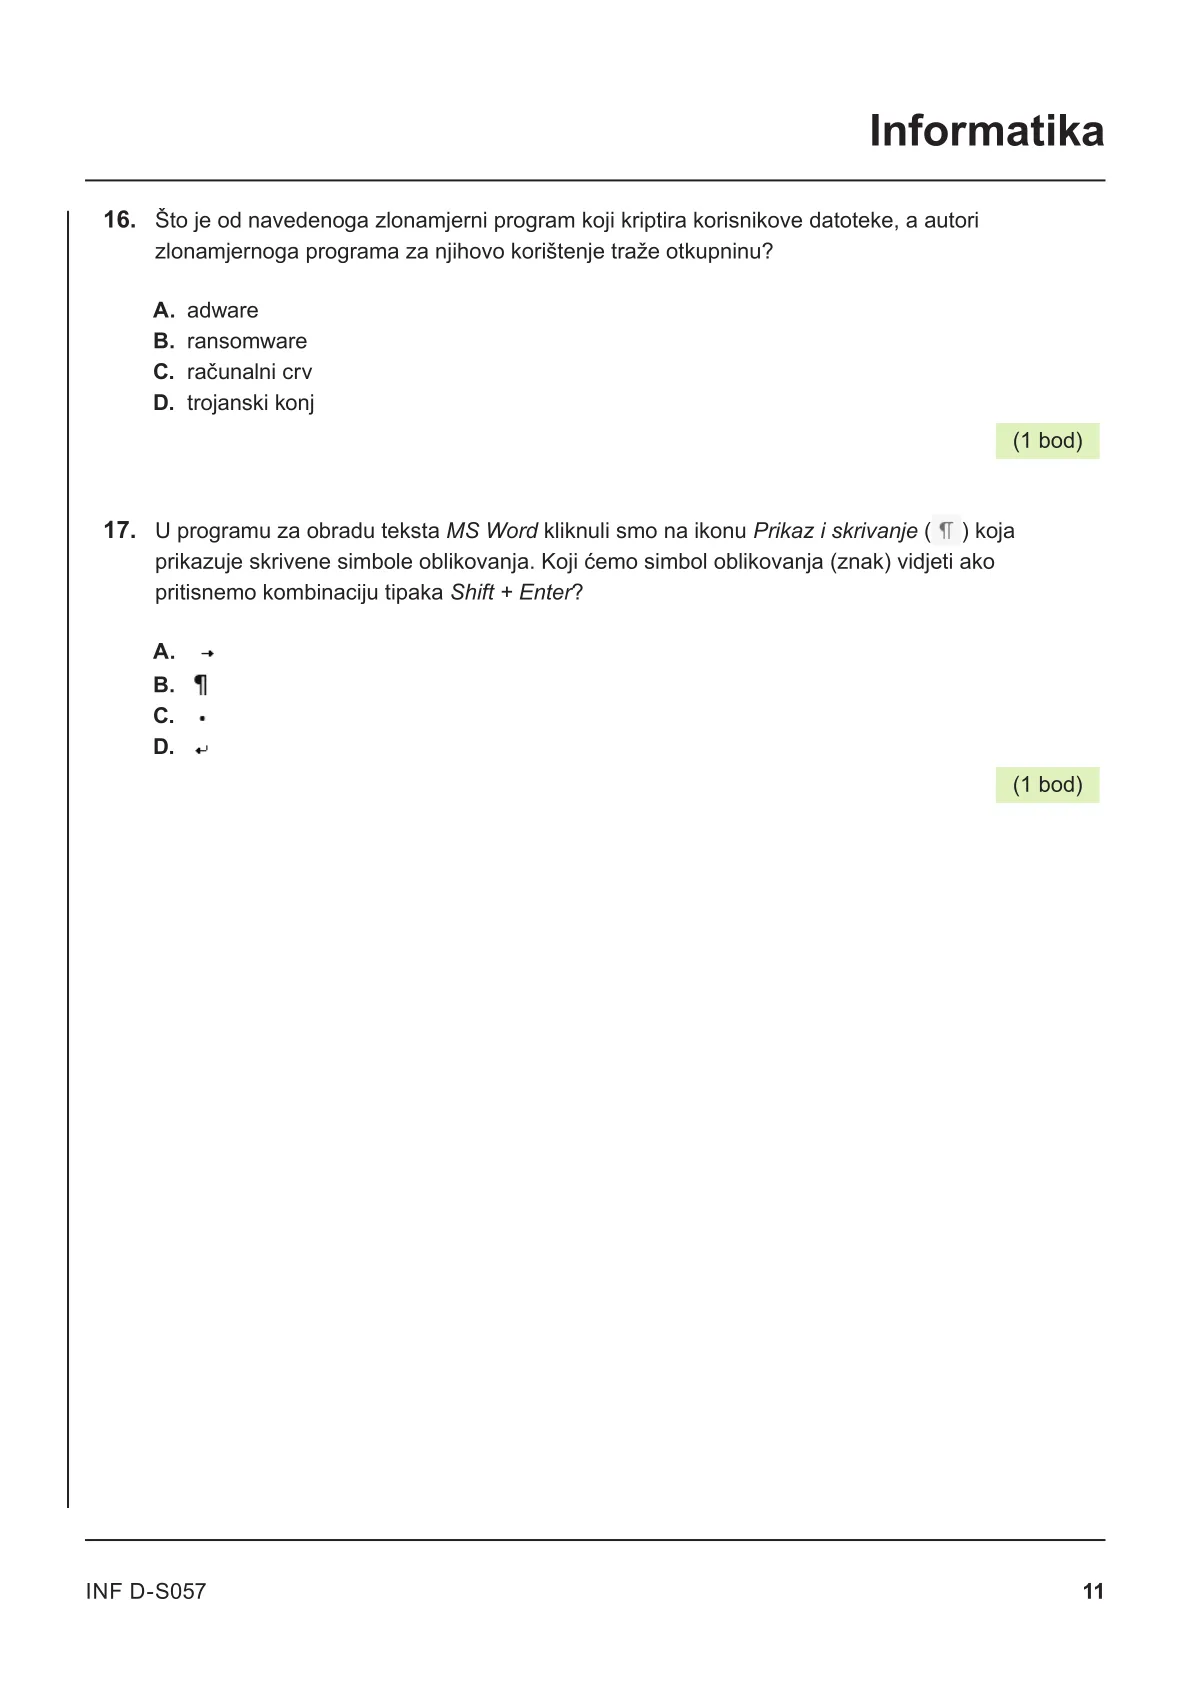 Informatika
16. Što je od navedenoga zlonamjerni program koji kriptira korisnikove datoteke, a autori
zlonamjernoga programa za njihovo korištenje traže otkupninu?
A. adware
B. ransomware
C. računalni crv
D. trojanski konj
(1 bod)
17. U programu za obradu teksta MS Word kliknuli smo na ikonu Prikaz i skrivanje ( ¶ ) koja
prikazuje skrivene simbole oblikovanja. Koji ćemo simbol oblikovanja (znak) vidjeti ako
pritisnemo kombinaciju tipaka Shift + Enter?
A. →
B. ¶
C. ·
D. ↵
(1 bod)
INF D-S057
11